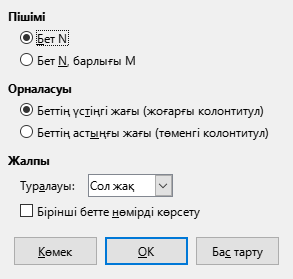 Пішімі
Бет N
Бет N, барлығы M
Орналасуы
Беттің үстіңгі жағы (жоғарғы колонтитул)
Беттің астыңғы жағы (төменгі колонтитул)
Жалпы
Туралауы: Сол жақ
Бірінші бетте нөмірді көрсету
Көмек OK Бас тарту